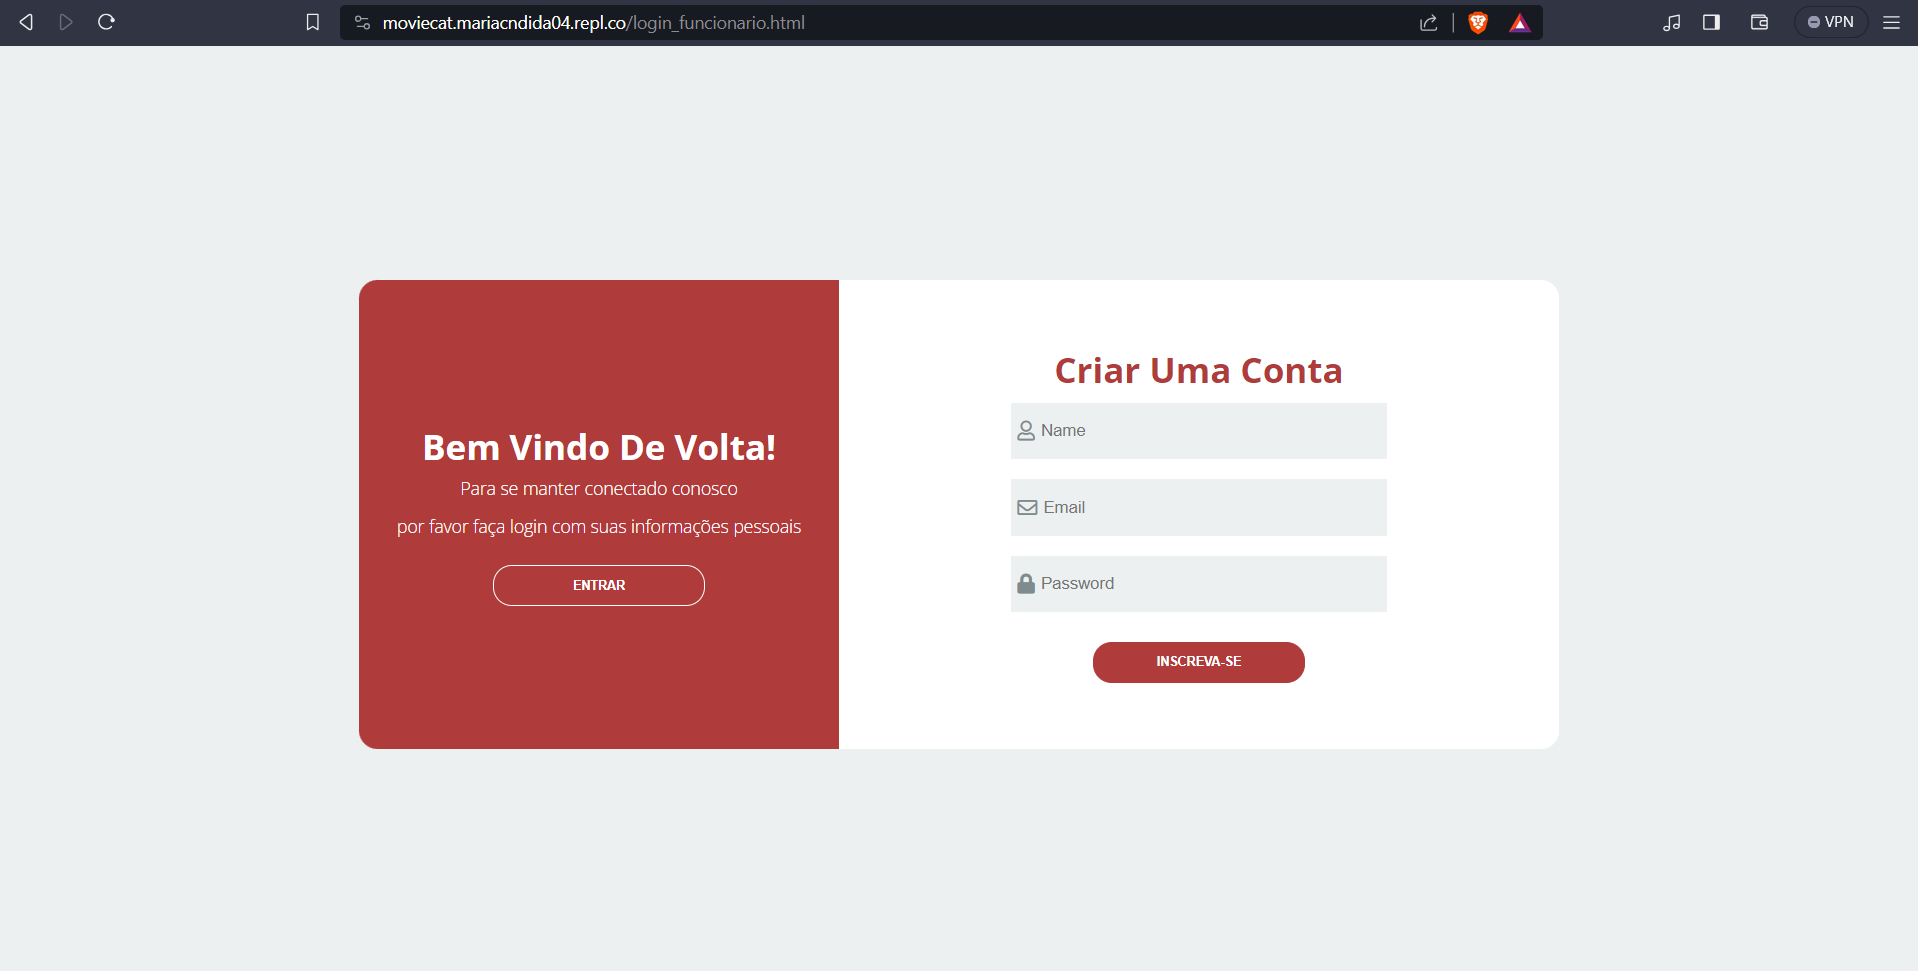 moviecat.mariacndida04.repl.co/login_funcionario.html
VPN
Bem Vindo De Volta!
Para se manter conectado conosco
por favor faça login com suas informações pessoais
ENTRAR
Criar Uma Conta
Name
Email
Password
INSCREVA-SE